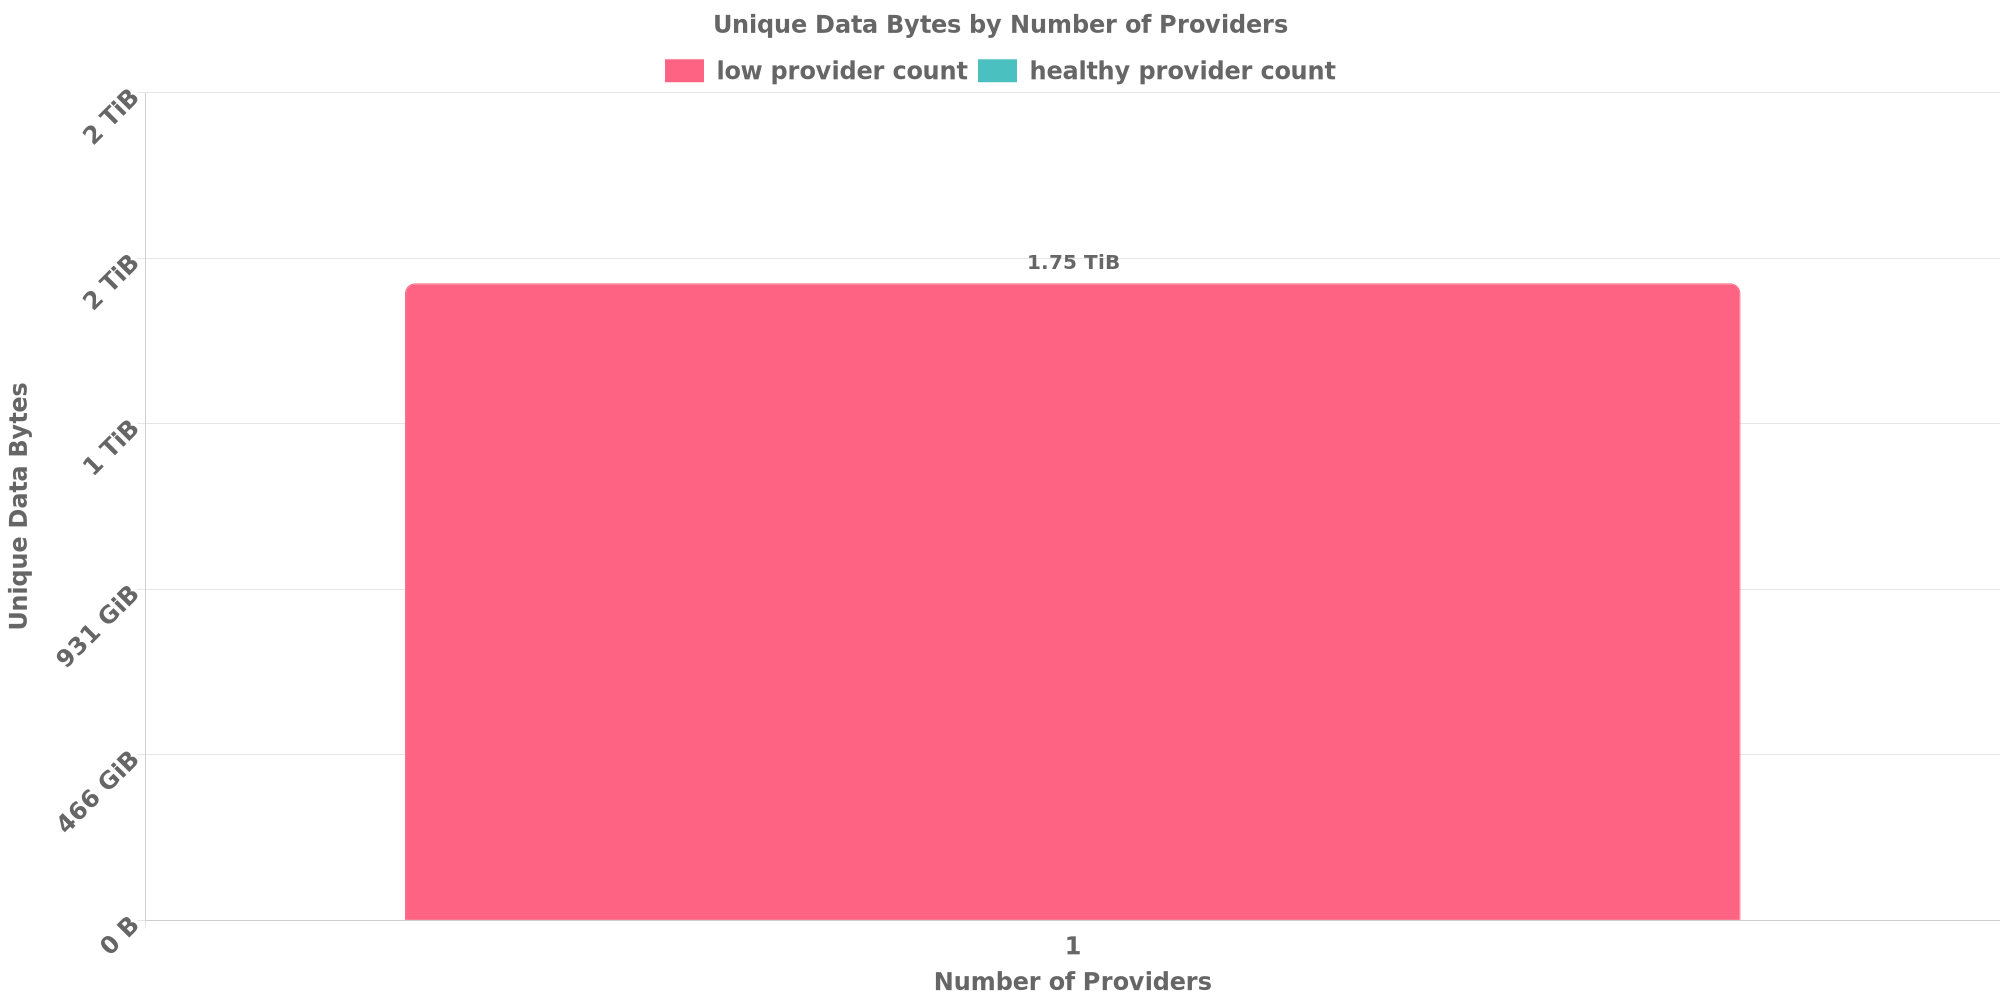 Unique Data Bytes by Number of Providers
low provider count healthy provider count
2 TiB
2 TiB
1.75 TiB
1 TiB
931 GiB
466 GiB
0 B
Unique Data Bytes
1
Number of Providers